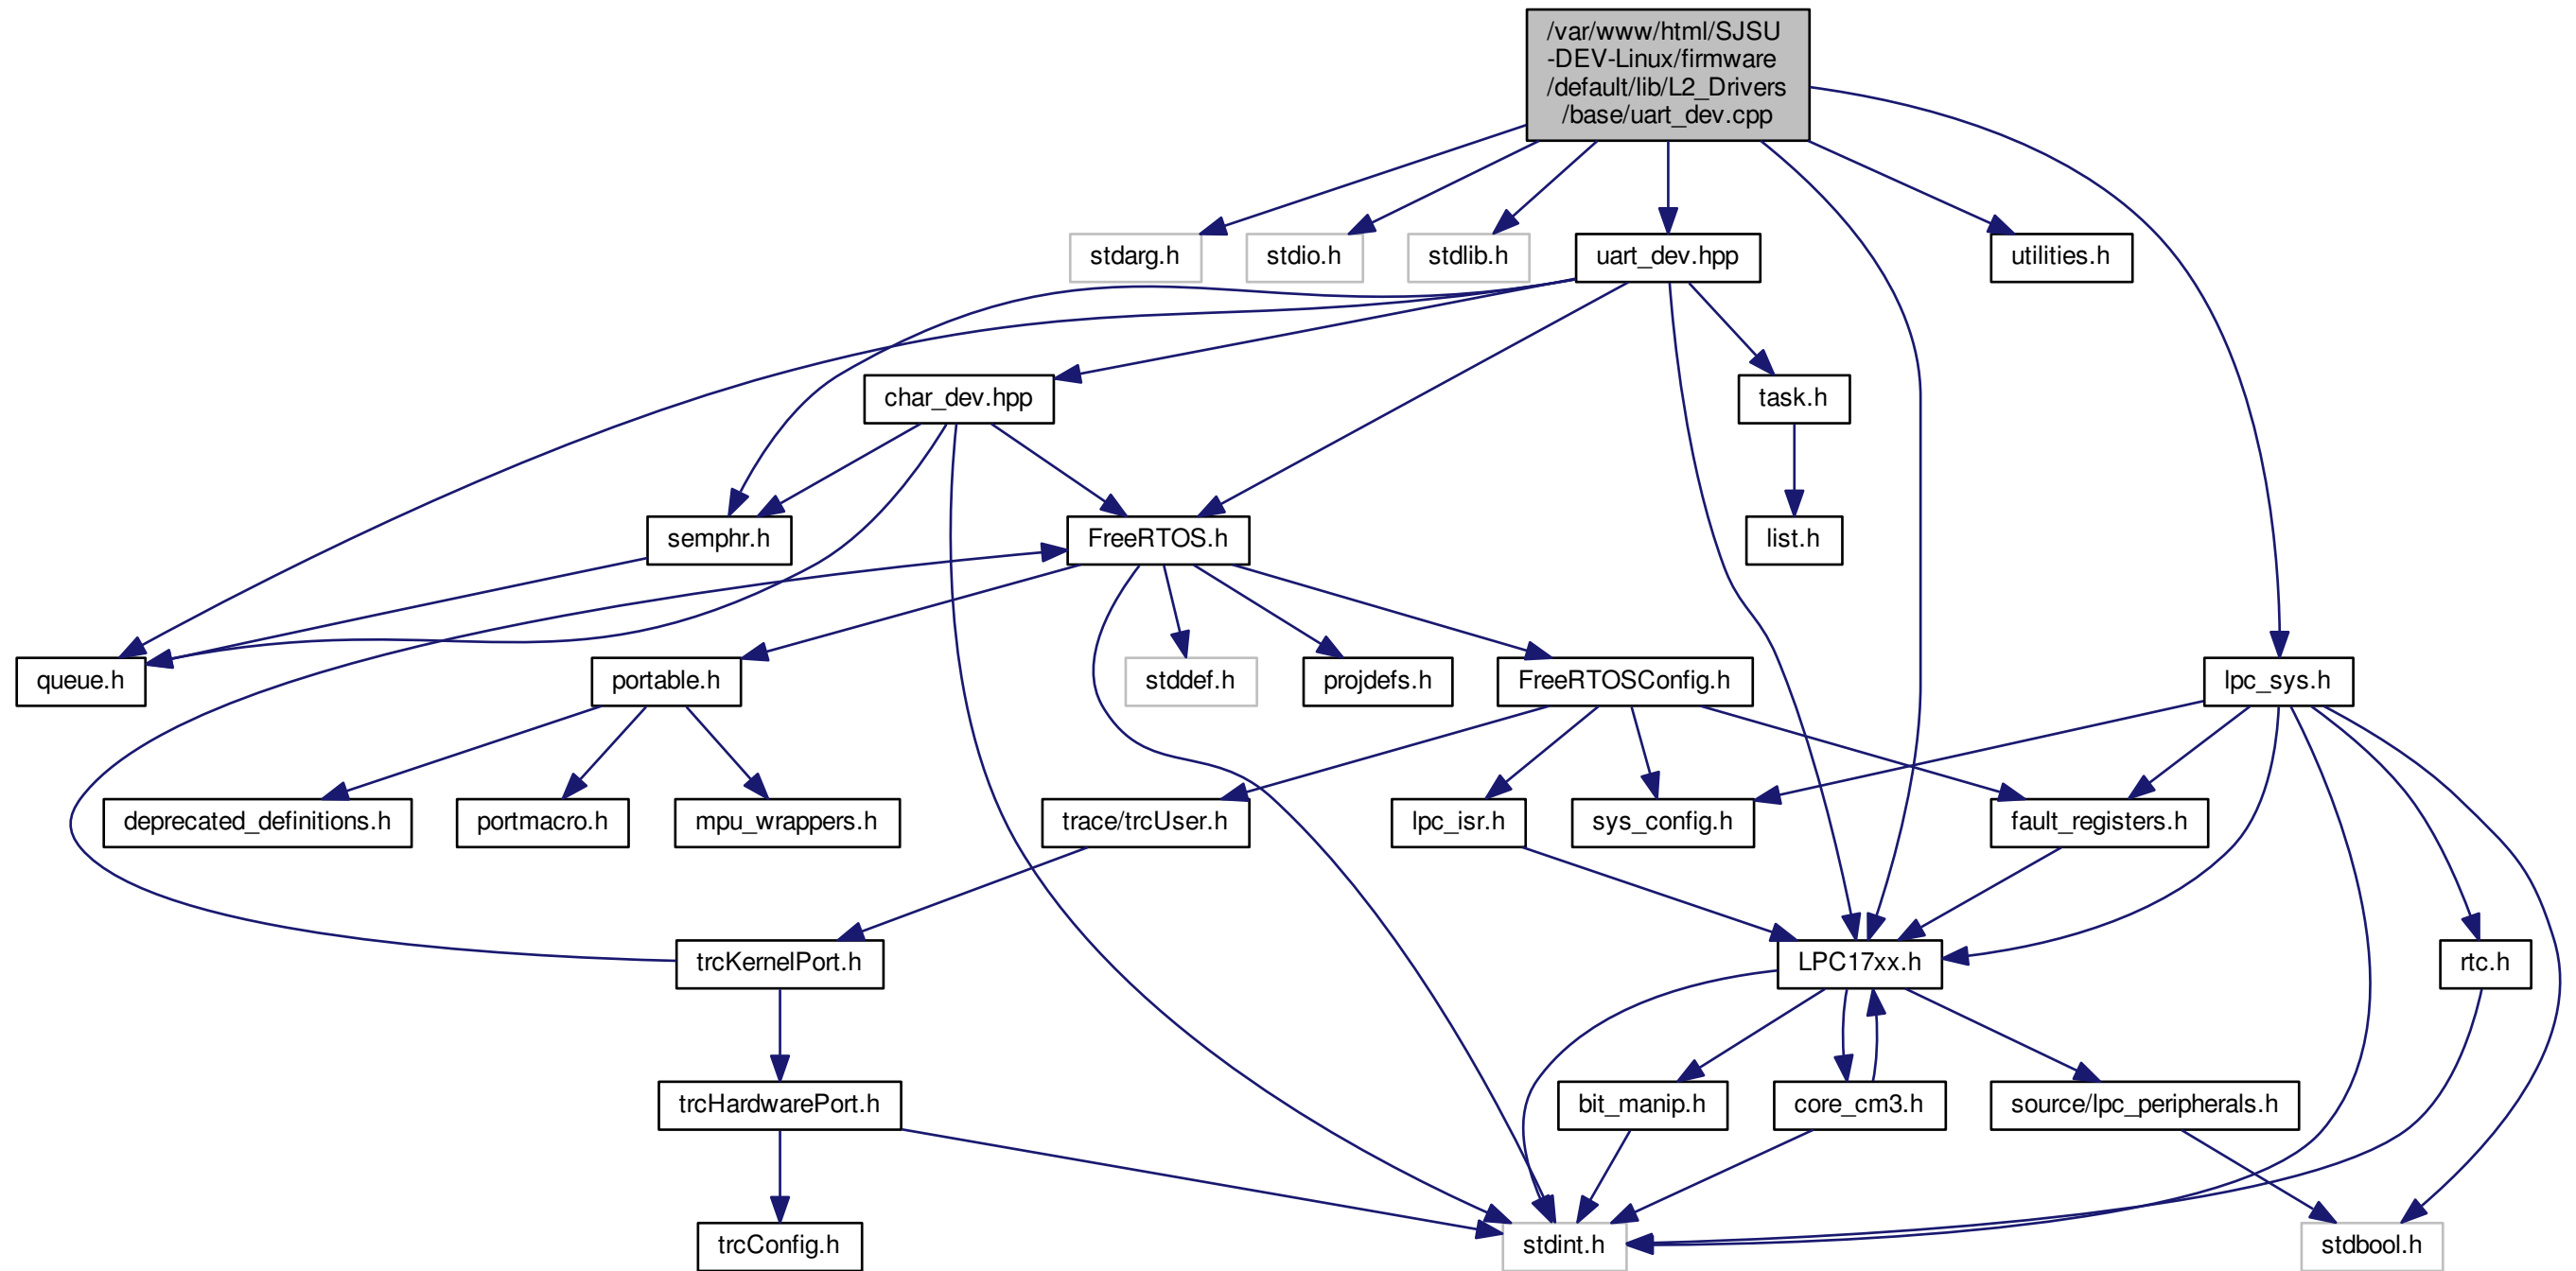 /var/www/html/SJSU
-DEV-Linux/firmware
/default/lib/L2_Drivers
/base/uart_dev.cpp
stdarg.h
stdio.h
stdlib.h
uart_dev.hpp
utilities.h
char_dev.hpp
task.h
semphr.h
FreeRTOS.h
list.h
queue.h
portable.h
stddef.h
projdefs.h
FreeRTOSConfig.h
lpc_sys.h
deprecated_definitions.h
portmacro.h
mpu_wrappers.h
trace/trcUser.h
lpc_isr.h
sys_config.h
fault_registers.h
trcKernelPort.h
LPC17xx.h
rtc.h
trcHardwarePort.h
bit_manip.h
core_cm3.h
source/lpc_peripherals.h
trcConfig.h
stdint.h
stdbool.h